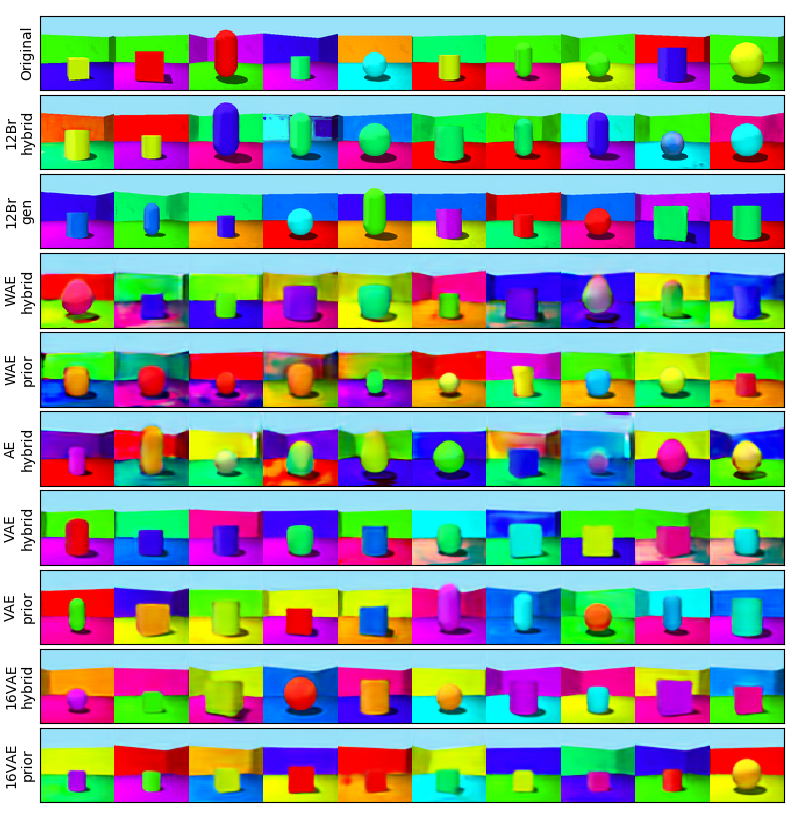 Original
12Br
hybrid
12Br
gen
WAE
hybrid
WAE
prior
AE
hybrid
VAE
hybrid
VAE
prior
16VAE
hybrid
16VAE
prior